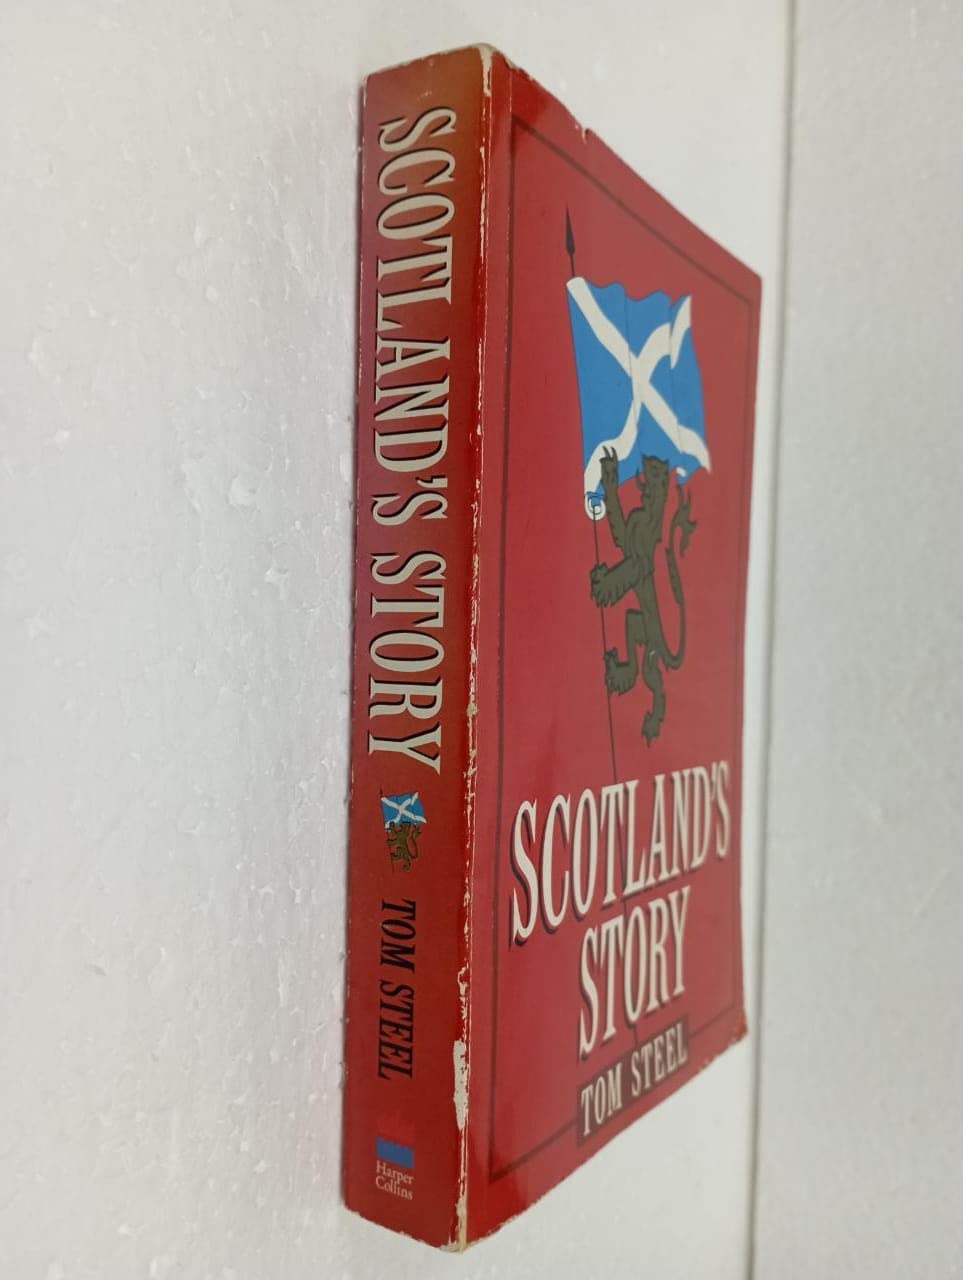 SCOTLAND'S STORY
TOM STEEL
Harper
Collins
SCOTLAND'S
STORY
TOM STEEL